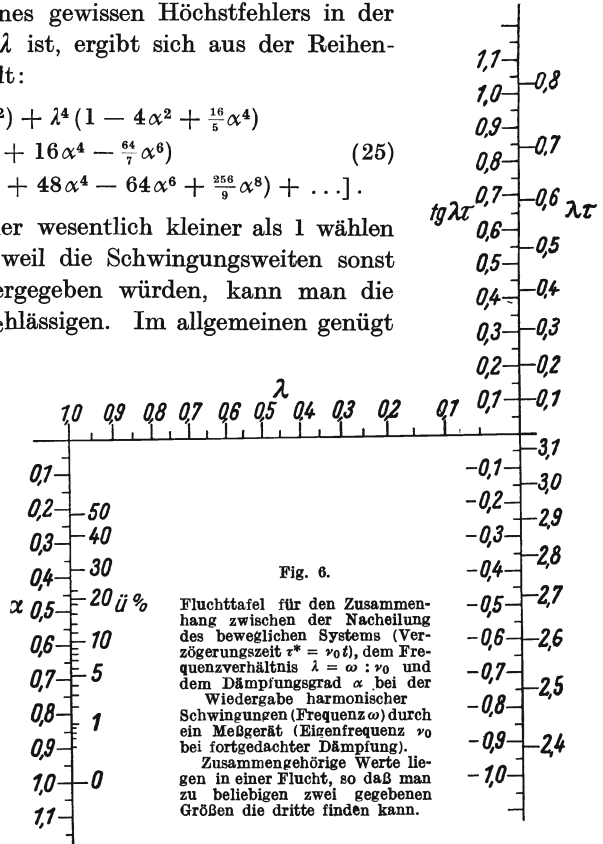 nes gewissen Höchstfehlers in der
λ ist, ergibt sich aus der Reihen-
lt:
²) + λ⁴ (1 − 4α² + 16/5 α⁴)
+ 16α⁴ − 64/7 α⁶) (25)
+ 48α⁴ − 64α⁶ + 256/9 α⁸) + ...].
er wesentlich kleiner als 1 wählen
weil die Schwingungsweiten sonst
ergegeben würden, kann man die
hlässigen. Im allgemeinen genügt
tg λτ
1,1
1,0
0,9
0,8
0,7
0,6
0,5
0,4
0,3
0,2
0,1
-0,1
-0,2
-0,3
-0,4
-0,5
-0,6
-0,7
-0,8
-0,9
-1,0
λτ
0,8
0,7
0,6
0,5
0,4
0,3
0,2
0,1
3,1
3,0
2,9
2,8
2,7
2,6
2,5
2,4
λ
1,0 0,9 0,8 0,7 0,6 0,5 0,4 0,3 0,2 0,1
α
0,1
0,2
0,3
0,4
0,5
0,6
0,7
0,8
0,9
1,0
1,1
ü %
50
40
30
20
10
5
1
0
Fig. 6.
Fluchttafel für den Zusammen-
hang zwischen der Nacheilung
des beweglichen Systems (Ver-
zögerungszeit τ* = ν₀t), dem Fre-
quenzverhältnis λ = ω : ν₀ und
dem Dämpfungsgrad α bei der
Wiedergabe harmonischer
Schwingungen (Frequenz ω) durch
ein Meßgerät (Eigenfrequenz ν₀
bei fortgedachter Dämpfung).
Zusammengehörige Werte lie-
gen in einer Flucht, so daß man
zu beliebigen zwei gegebenen
Größen die dritte finden kann.